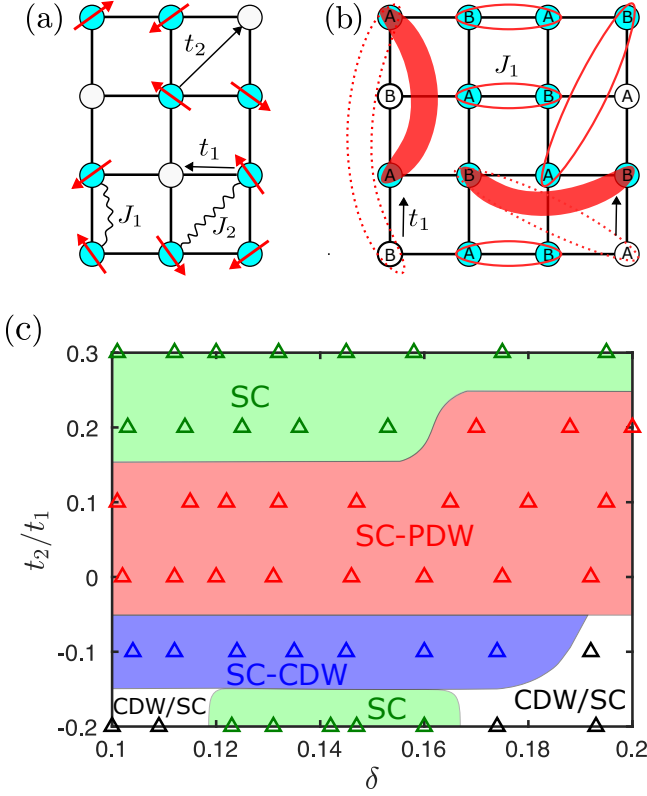 (a)
t₂
t₁
J₁
J₂
(b)
A B A B
J₁
B A B A
A B A B
t₁
B A B A
(c)
0.3
SC
0.2
0.1
SC-PDW
t₂/t₁
0
-0.1
SC-CDW
CDW/SC
SC
CDW/SC
-0.2
0.1 0.12 0.14 0.16 0.18 0.2
δ